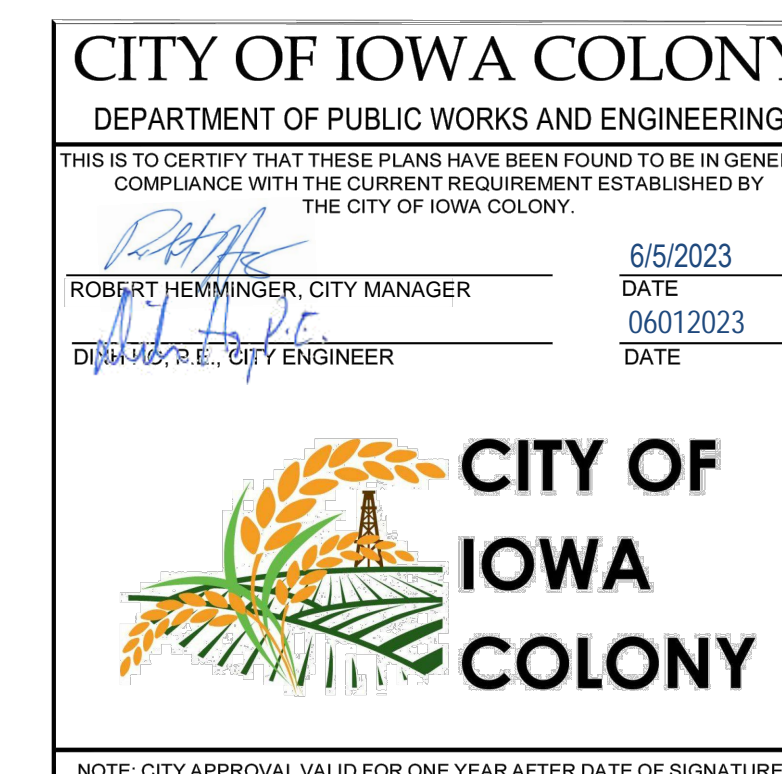 CITY OF IOWA COLONY
DEPARTMENT OF PUBLIC WORKS AND ENGINEERING
THIS IS TO CERTIFY THAT THESE PLANS HAVE BEEN FOUND TO BE IN GENE
COMPLIANCE WITH THE CURRENT REQUIREMENT ESTABLISHED BY
THE CITY OF IOWA COLONY.
6/5/2023
ROBERT HEMMINGER, CITY MANAGER DATE
P.E. 06012023
DINH HO, P.E., CITY ENGINEER DATE
CITY OF
IOWA
COLONY
NOTE: CITY APPROVAL VALID FOR ONE YEAR AFTER DATE OF SIGNATURE